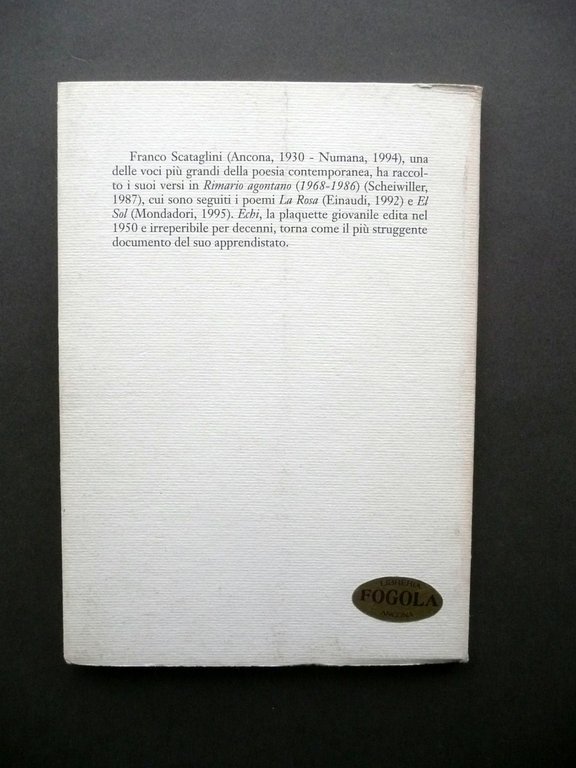 Franco Scataglini (Ancona, 1930 - Numana, 1994), una
delle voci più grandi della poesia contemporanea, ha raccol-
to i suoi versi in Rimario agontano (1968-1986) (Scheiwiller,
1987), cui sono seguiti i poemi La Rosa (Einaudi, 1992) e El
Sol (Mondadori, 1995). Echi, la plaquette giovanile edita nel
1950 e irreperibile per decenni, torna come il più struggente
documento del suo apprendistato.
LIBRERIA
FOGOLA
ANCONA